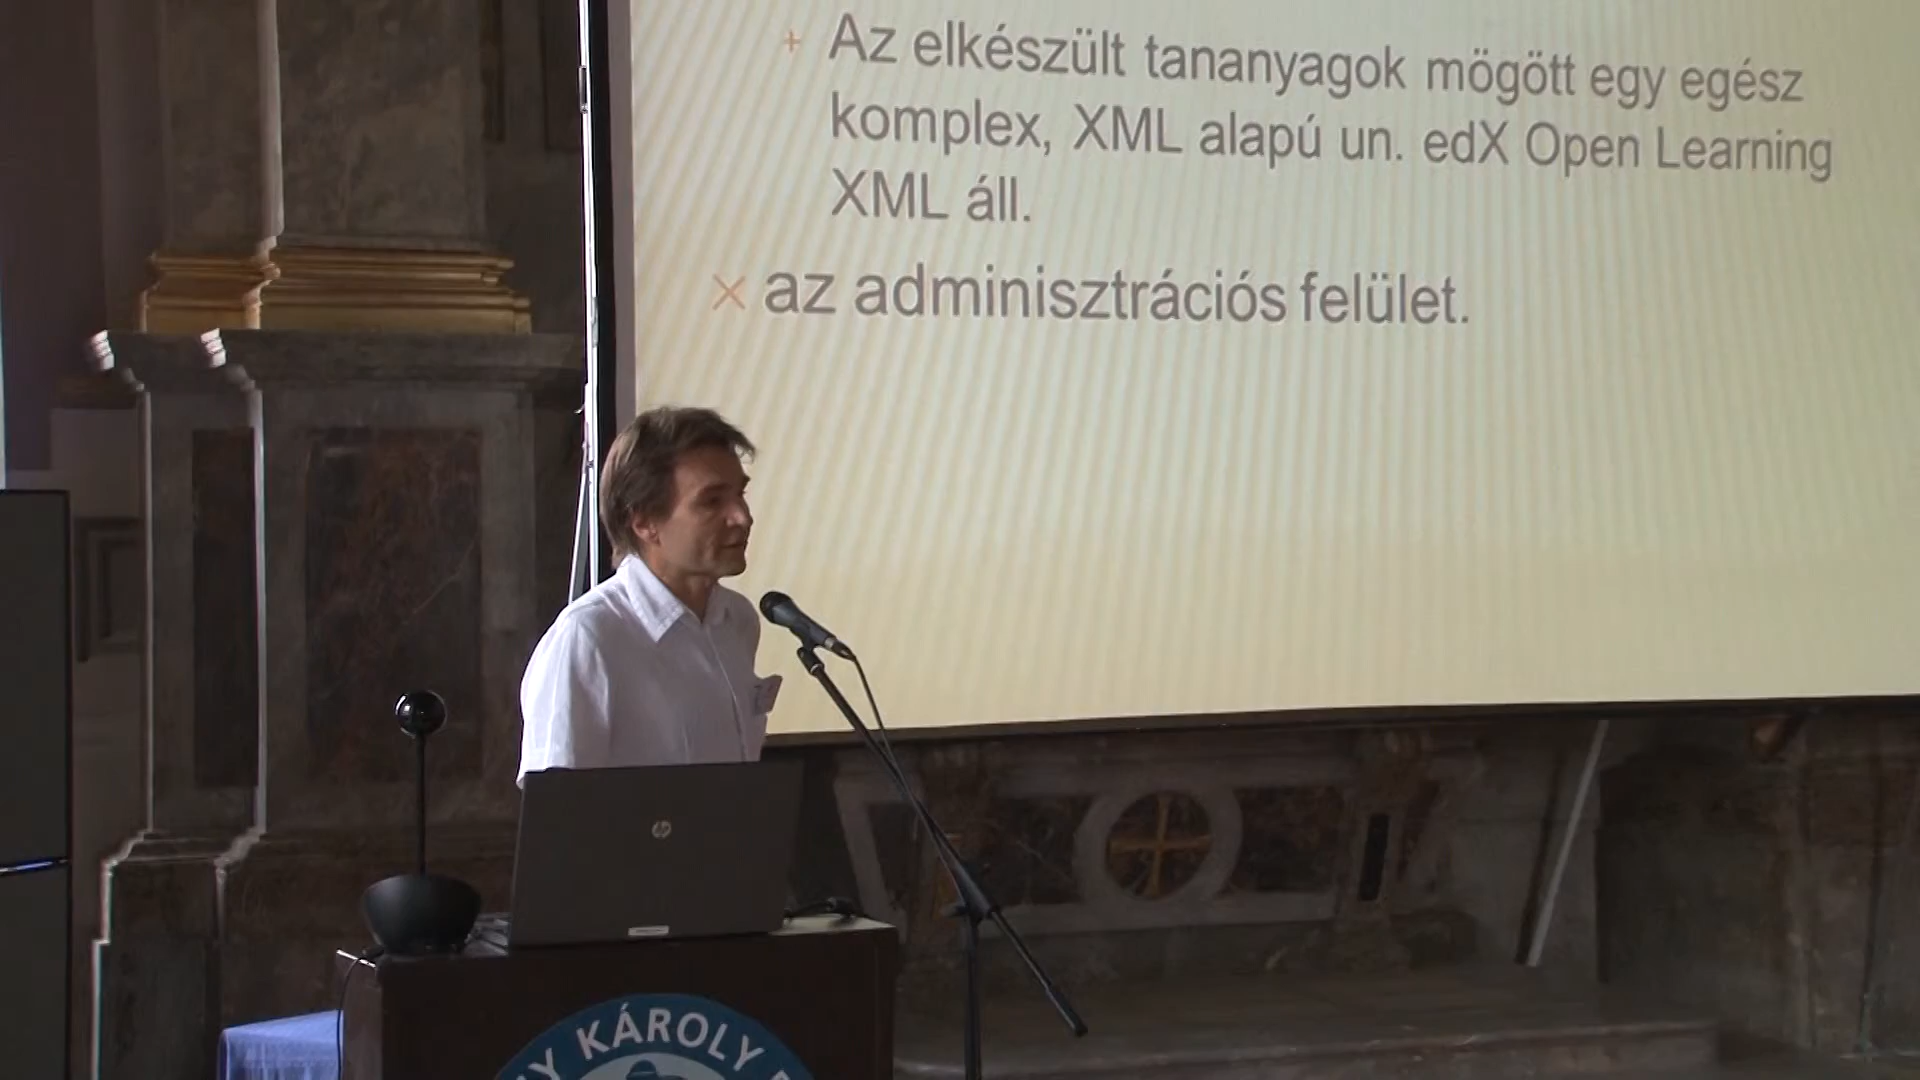 Az elkészült tananyagok mögött egy egész
komplex, XML alapú un. edX Open Learning
XML áll.
az adminisztrációs felület.
hp
KÁROLY